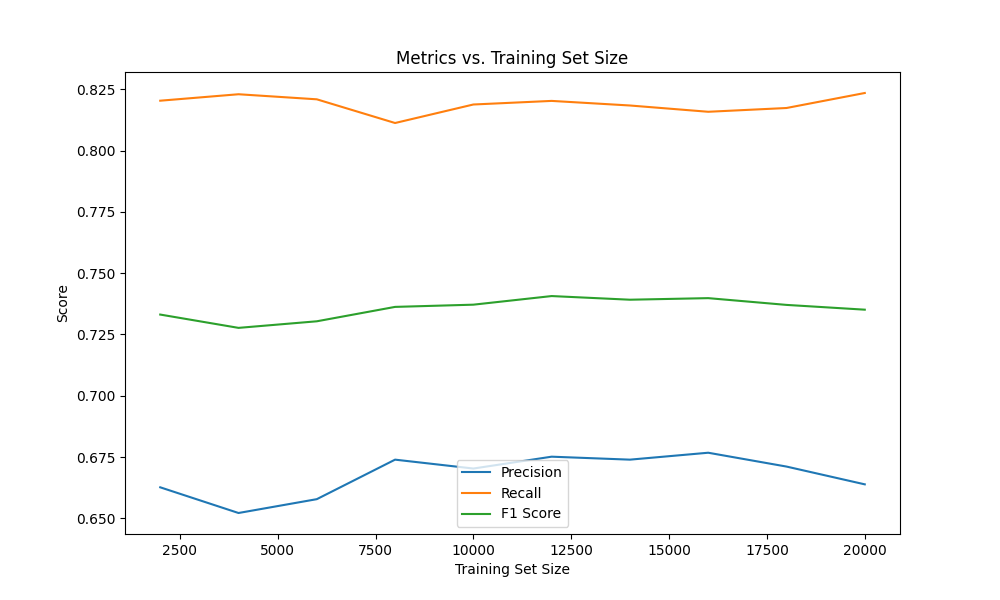 Metrics vs. Training Set Size
Score
0.825
0.800
0.775
0.750
0.725
0.700
0.675
0.650
Precision
Recall
F1 Score
2500 5000 7500 10000 12500 15000 17500 20000
Training Set Size